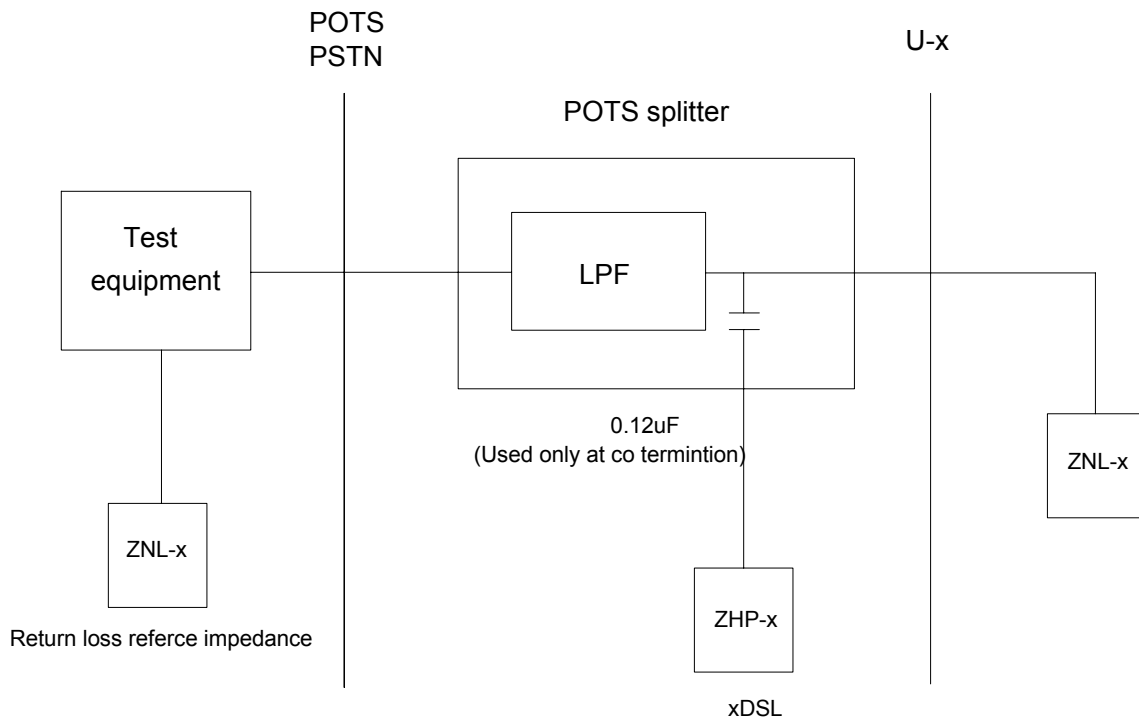 POTS
PSTN
U-x
POTS splitter
Test
equipment
LPF
0.12uF
(Used only at co termintion)
ZNL-x
ZNL-x
Return loss referce impedance
ZHP-x
xDSL